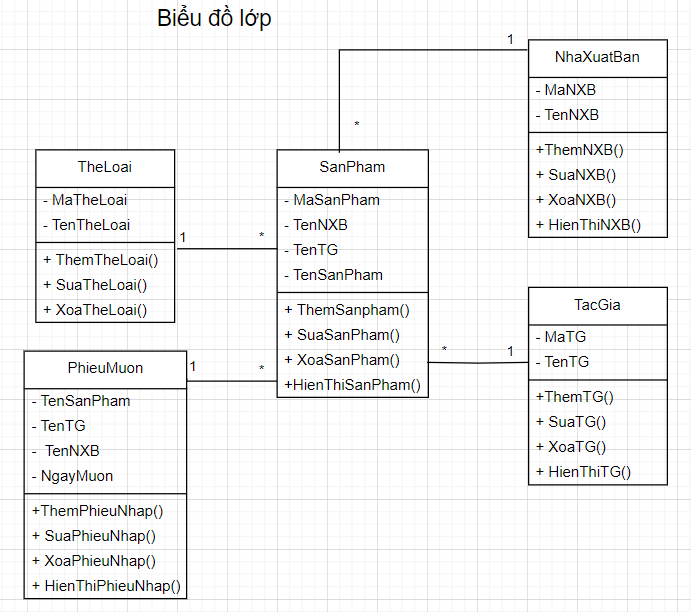 Biểu đồ lớp
1
*
NhaXuatBan
- MaNXB
- TenNXB
+ThemNXB()
+ SuaNXB()
+ XoaNXB()
+ HienThiNXB()
TheLoai
- MaTheLoai
- TenTheLoai
+ ThemTheLoai()
+ SuaTheLoai()
+ XoaTheLoai()
1
*
SanPham
- MaSanPham
- TenNXB
- TenTG
- TenSanPham
+ ThemSanpham()
+ SuaSanPham()
+ XoaSanPham()
+HienThiSanPham()
*
1
TacGia
- MaTG
- TenTG
+ThemTG()
+ SuaTG()
+ XoaTG()
+ HienThiTG()
PhieuMuon
- TenSanPham
- TenTG
- TenNXB
- NgayMuon
+ThemPhieuNhap()
+ SuaPhieuNhap()
+ XoaPhieuNhap()
+ HienThiPhieuNhap()
1
*